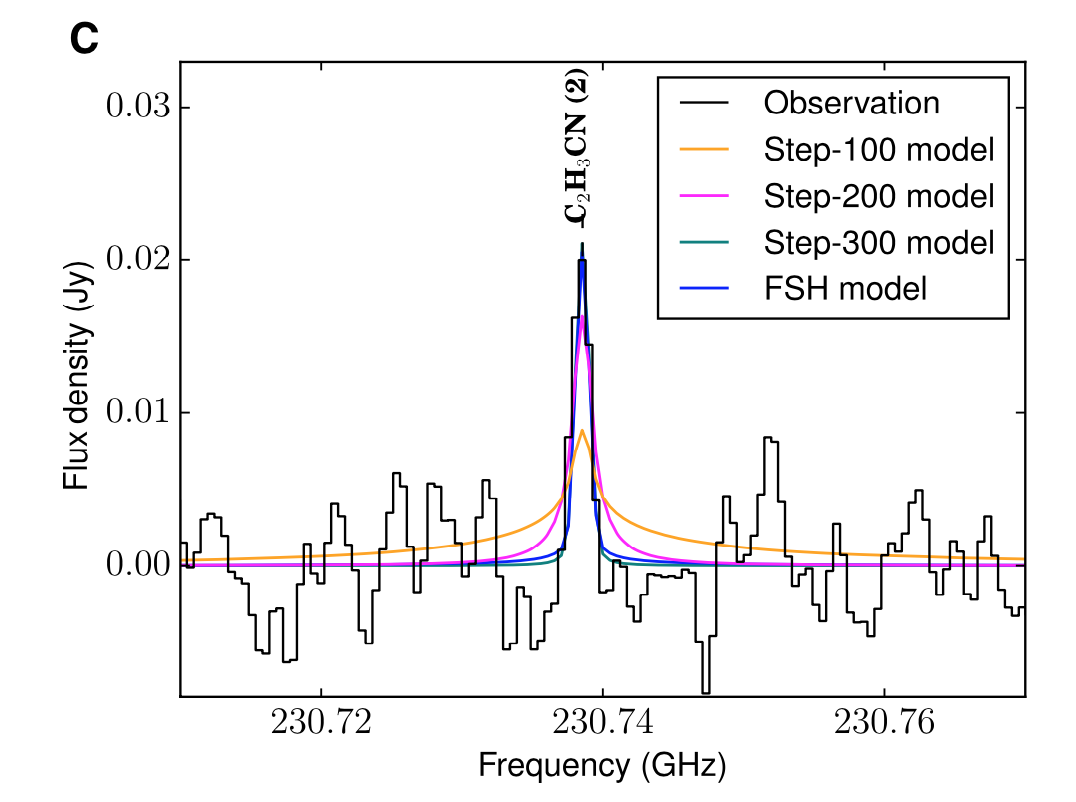 C
C₂H₃CN (2)
Observation
Step-100 model
Step-200 model
Step-300 model
FSH model
0.03
0.02
0.01
0.00
Flux density (Jy)
230.72 230.74 230.76
Frequency (GHz)